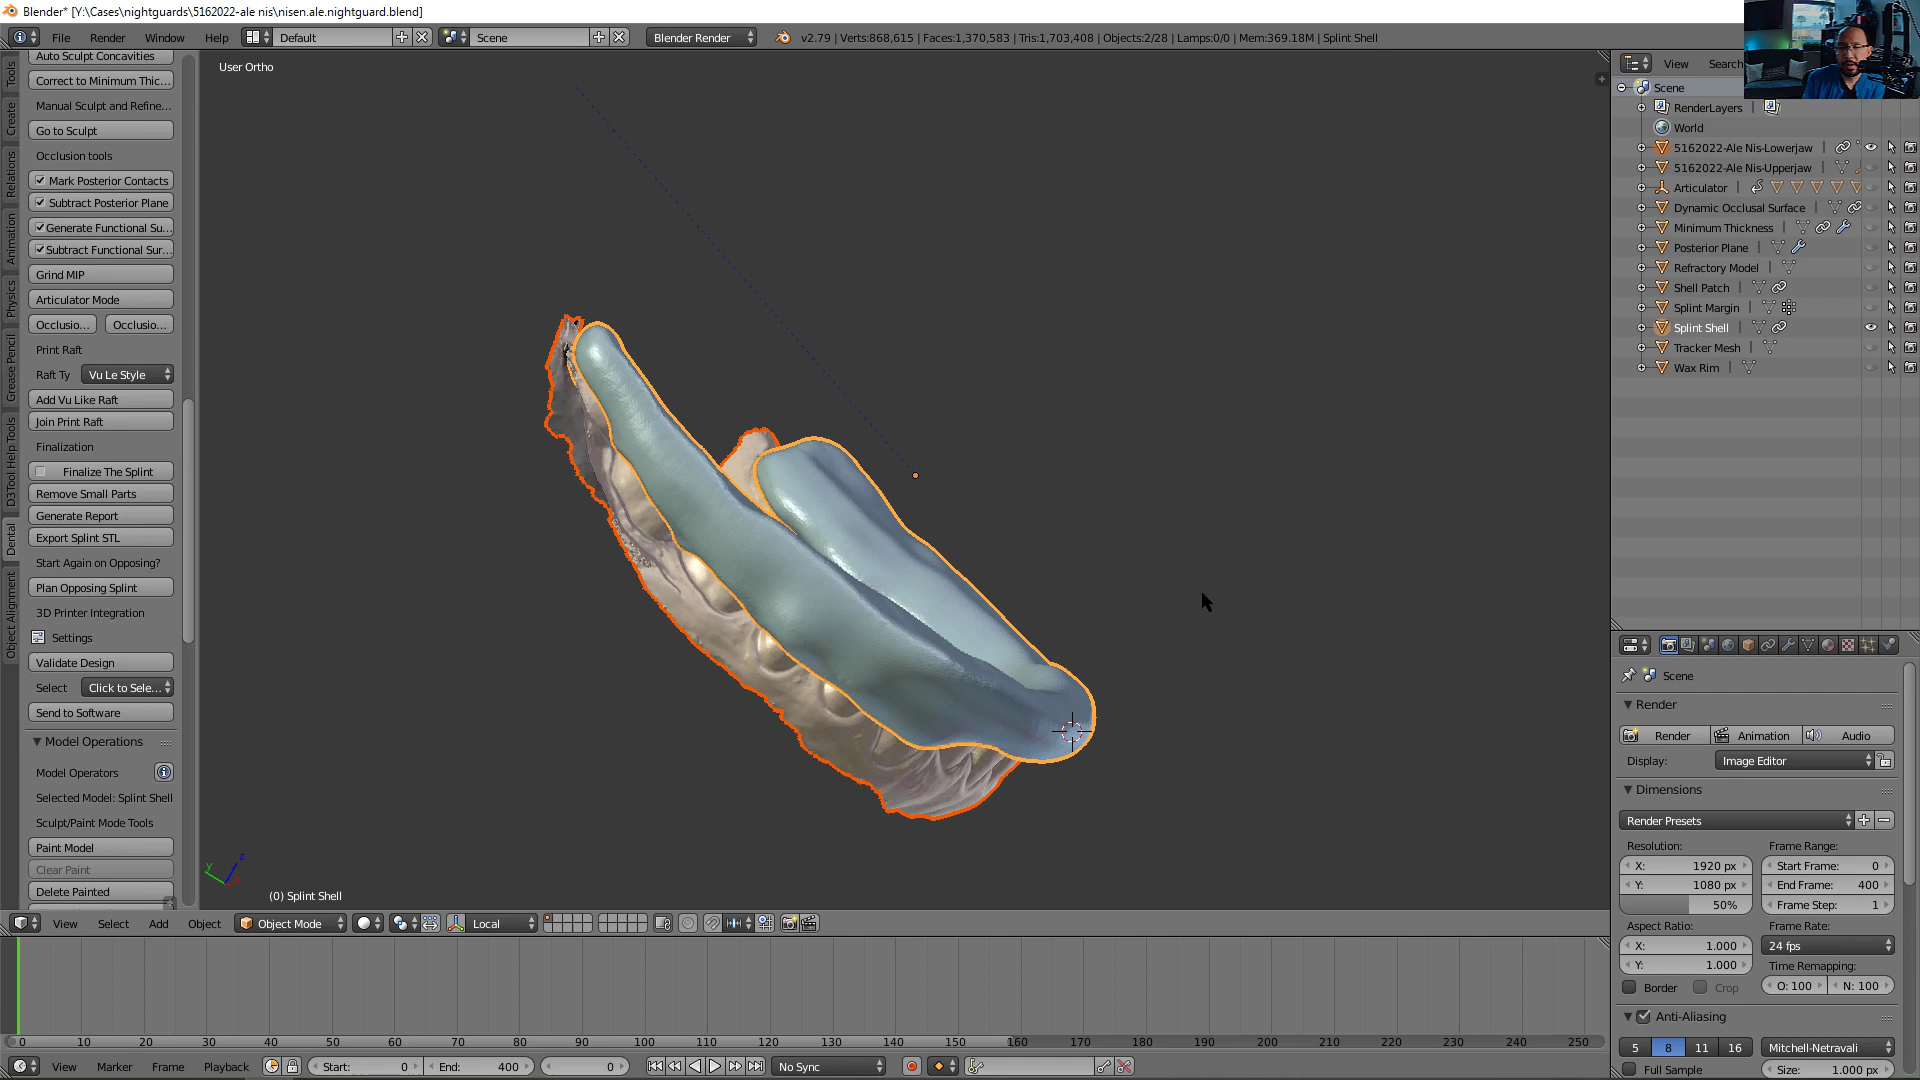 Blender* [Y:\Cases\nightguards\5162022-ale nis\nisen.ale.nightguard.blend]
File Render Window Help Default Scene Blender Render v2.79 | Verts:868,615 | Faces:1,370,583 | Tris:1,703,408 | Objects:2/28 | Lamps:0/0 | Mem:369.18M | Splint Shell
Tools
Create
Relations
Animation
Physics
Grease Pencil
D3Tool Help Tools
Dental
Object Alignment
Auto Sculpt Concavities
Correct to Minimum Thic...
Manual Sculpt and Refine...
Go to Sculpt
Occlusion tools
Mark Posterior Contacts
Subtract Posterior Plane
Generate Functional Su...
Subtract Functional Sur...
Grind MIP
Articulator Mode
Occlusio... Occlusio...
Print Raft
Raft Ty Vu Le Style
Add Vu Like Raft
Join Print Raft
Finalization
Finalize The Splint
Remove Small Parts
Generate Report
Export Splint STL
Start Again on Opposing?
Plan Opposing Splint
3D Printer Integration
Settings
Validate Design
Select Click to Sele...
Send to Software
Model Operations
Model Operators
Selected Model: Splint Shell
Sculpt/Paint Mode Tools
Paint Model
Clear Paint
Delete Painted
User Ortho
y z
(0) Splint Shell
View Select Add Object Object Mode Local
0 10 20 30 40 50 60 70 80 90 100 110 120 130 140 150 160 170 180 190 200 210 220 230 240 250
View Marker Frame Playback Start: 0 End: 400 0 No Sync
View Search
Scene
RenderLayers
World
5162022-Ale Nis-Lowerjaw
5162022-Ale Nis-Upperjaw
Articulator
Dynamic Occlusal Surface
Minimum Thickness
Posterior Plane
Refractory Model
Shell Patch
Splint Margin
Splint Shell
Tracker Mesh
Wax Rim
Scene
Render
Render Animation Audio
Display: Image Editor
Dimensions
Render Presets
Resolution: Frame Range:
X: 1920 px Start Frame: 0
Y: 1080 px End Frame: 400
50% Frame Step: 1
Aspect Ratio: Frame Rate:
X: 1.000 24 fps
Y: 1.000 Time Remapping:
Border Crop O: 100 N: 100
Anti-Aliasing
5 8 11 16 Mitchell-Netravali
Full Sample Size: 1.000 px